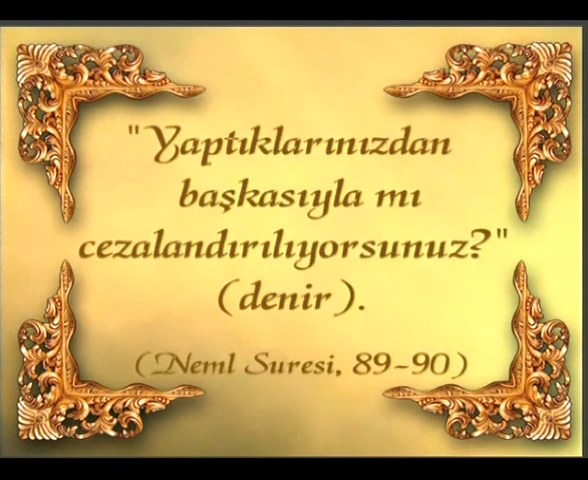 "Yaptıklarınızdan
başkasıyla mı
cezalandırılıyorsunuz?"
(denir).
(Neml Suresi, 89-90)